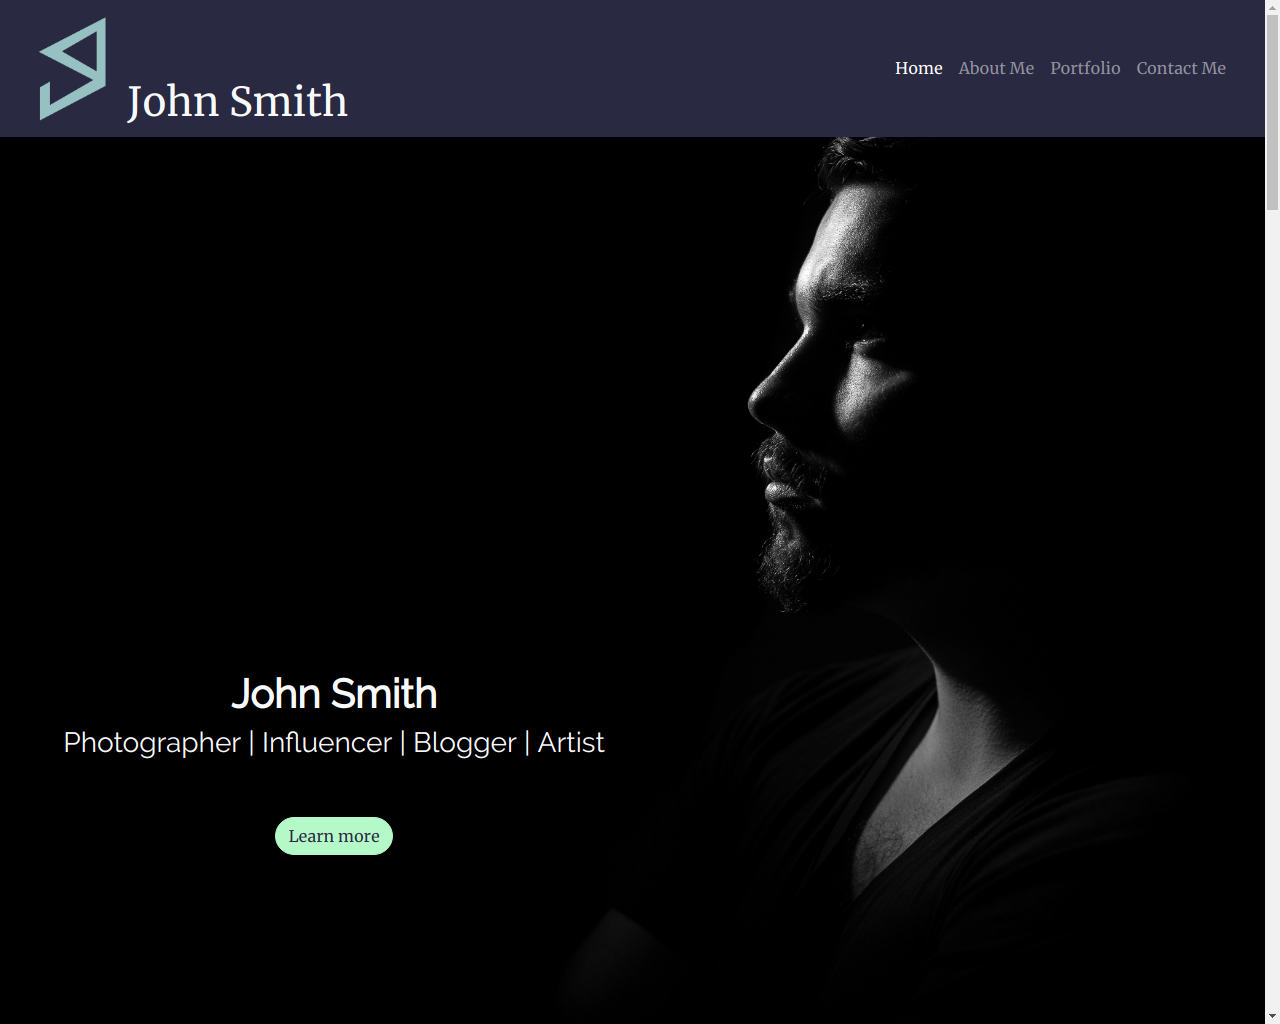 John Smith
Home About Me Portfolio Contact Me
John Smith
Photographer | Influencer | Blogger | Artist
Learn more